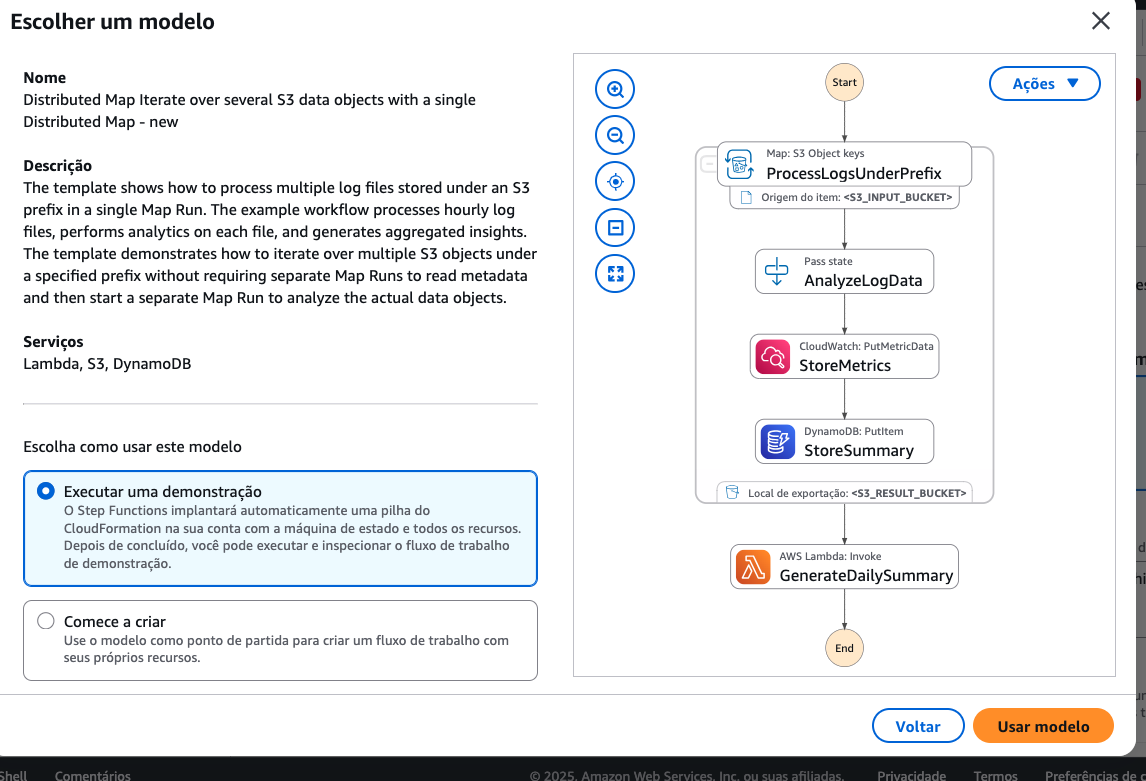 Escolher um modelo
Nome
Distributed Map Iterate over several S3 data objects with a single
Distributed Map - new
Descrição
The template shows how to process multiple log files stored under an S3
prefix in a single Map Run. The example workflow processes hourly log
files, performs analytics on each file, and generates aggregated insights.
The template demonstrates how to iterate over multiple S3 objects under
a specified prefix without requiring separate Map Runs to read metadata
and then start a separate Map Run to analyze the actual data objects.
Serviços
Lambda, S3, DynamoDB
Escolha como usar este modelo
Executar uma demonstração
O Step Functions implantará automaticamente uma pilha do
CloudFormation na sua conta com a máquina de estado e todos os recursos.
Depois de concluído, você pode executar e inspecionar o fluxo de trabalho
de demonstração.
Comece a criar
Use o modelo como ponto de partida para criar um fluxo de trabalho com
seus próprios recursos.
Ações
Start
Map: S3 Object keys
ProcessLogsUnderPrefix
Origem do item: <S3_INPUT_BUCKET>
Pass state
AnalyzeLogData
CloudWatch: PutMetricData
StoreMetrics
DynamoDB: PutItem
StoreSummary
Local de exportação: <S3_RESULT_BUCKET>
AWS Lambda: Invoke
GenerateDailySummary
End
Voltar
Usar modelo
Comentários
© 2025, Amazon Web Services, Inc. ou suas afiliadas.
Privacidade
Termos
Preferências de